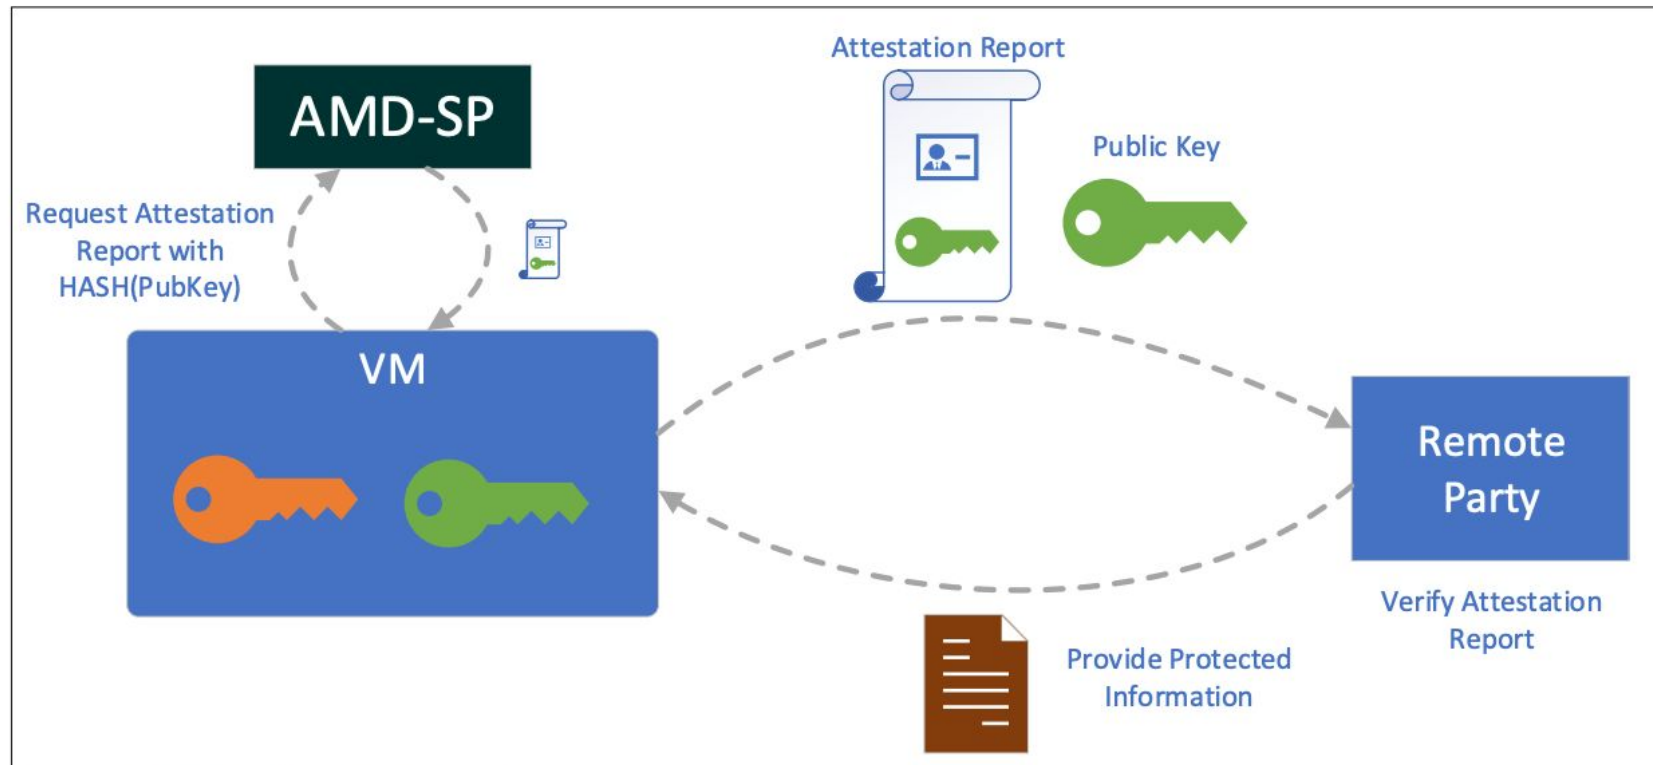 Attestation Report
AMD-SP
Public Key
Request Attestation
Report with
HASH(PubKey)
VM
Remote
Party
Verify Attestation
Report
Provide Protected
Information